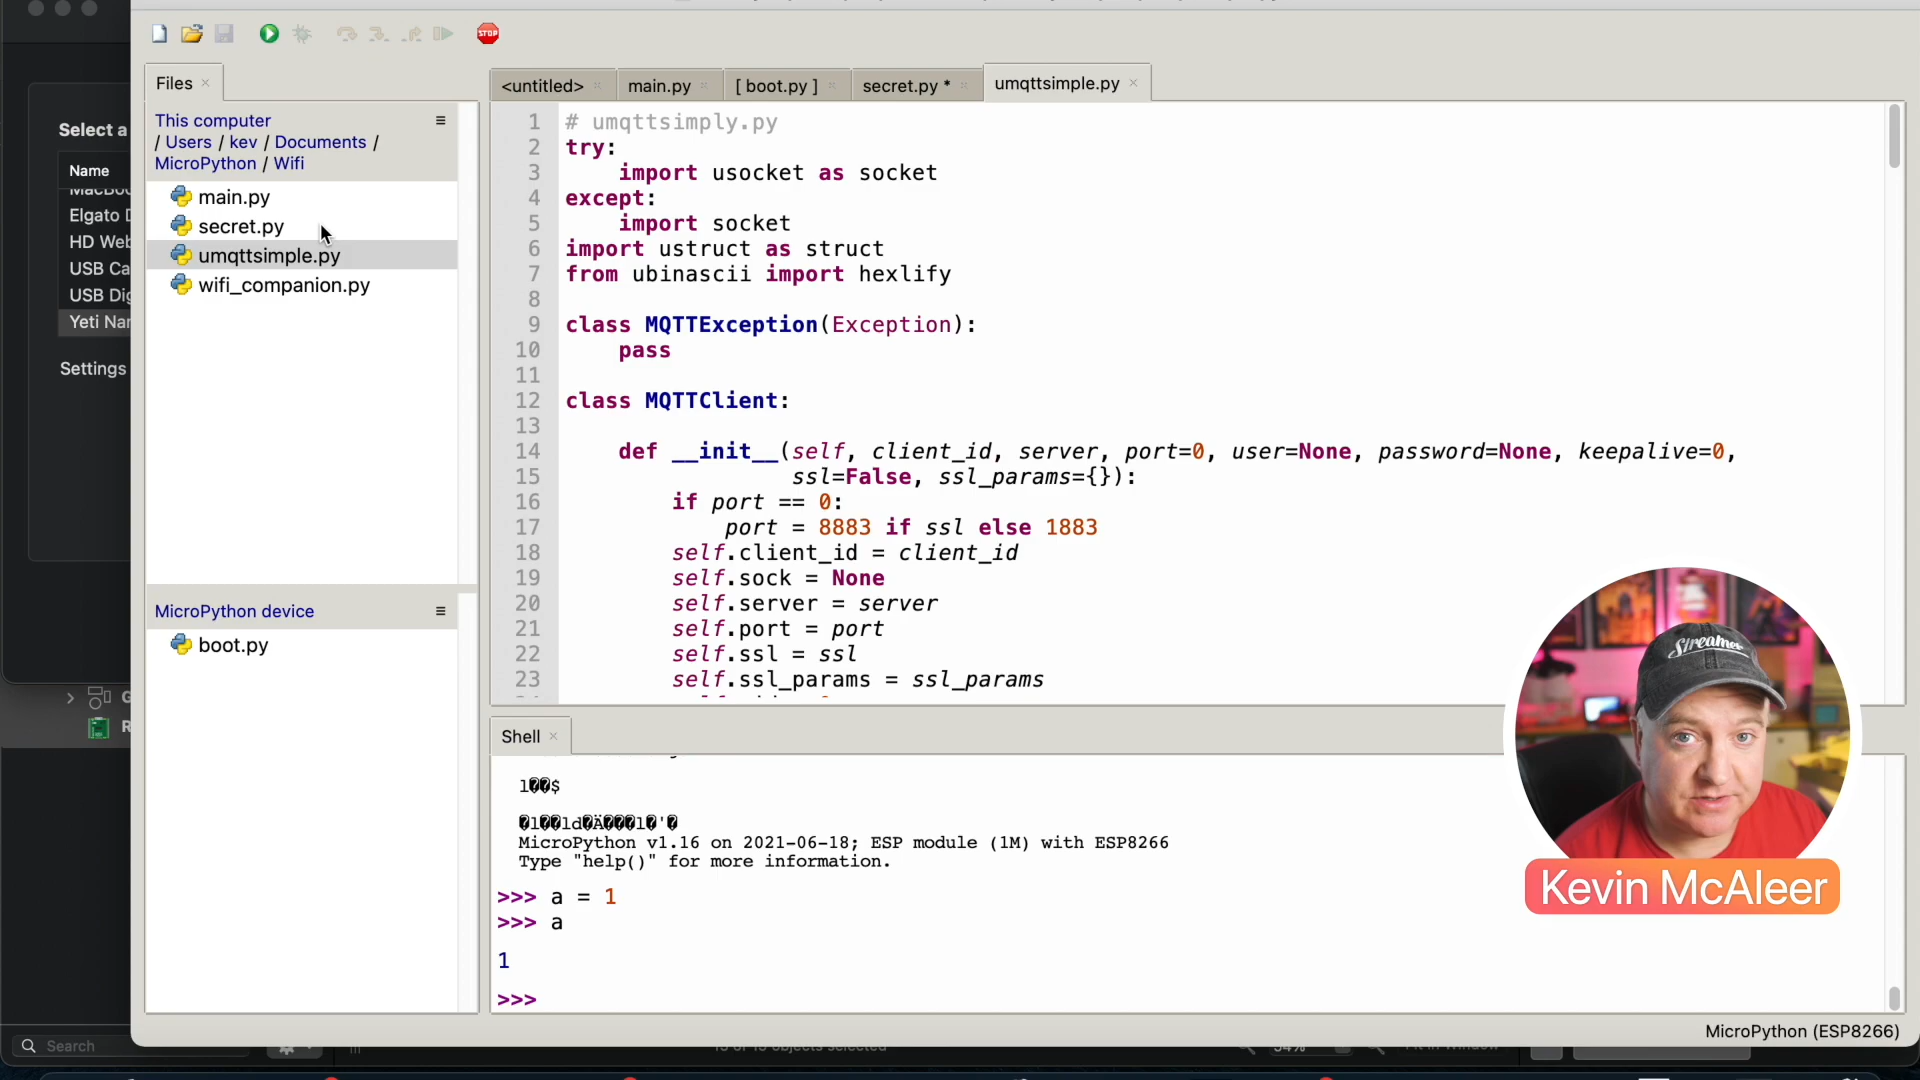 Files
This computer
/ Users / kev / Documents /
MicroPython / Wifi
main.py
secret.py
umqttsimple.py
wifi_companion.py
MicroPython device
boot.py
Select a
Name
Elgato
HD Web
USB Ca
USB Dig
Yeti Nan
Settings
Search
<untitled>
main.py
[ boot.py ]
secret.py *
umqttsimple.py
1 # umqttsimply.py
2 try:
3 import usocket as socket
4 except:
5 import socket
6 import ustruct as struct
7 from ubinascii import hexlify
8
9 class MQTTException(Exception):
10 pass
11
12 class MQTTClient:
13
14 def __init__(self, client_id, server, port=0, user=None, password=None, keepalive=0,
15 ssl=False, ssl_params={}):
16 if port == 0:
17 port = 8883 if ssl else 1883
18 self.client_id = client_id
19 self.sock = None
20 self.server = server
21 self.port = port
22 self.ssl = ssl
23 self.ssl_params = ssl_params
Shell
l��$
�l��ld�Ä���l�'�
MicroPython v1.16 on 2021-06-18; ESP module (1M) with ESP8266
Type "help()" for more information.
>>> a = 1
>>> a
1
>>>
Streamer
Kevin McAleer
MicroPython (ESP8266)